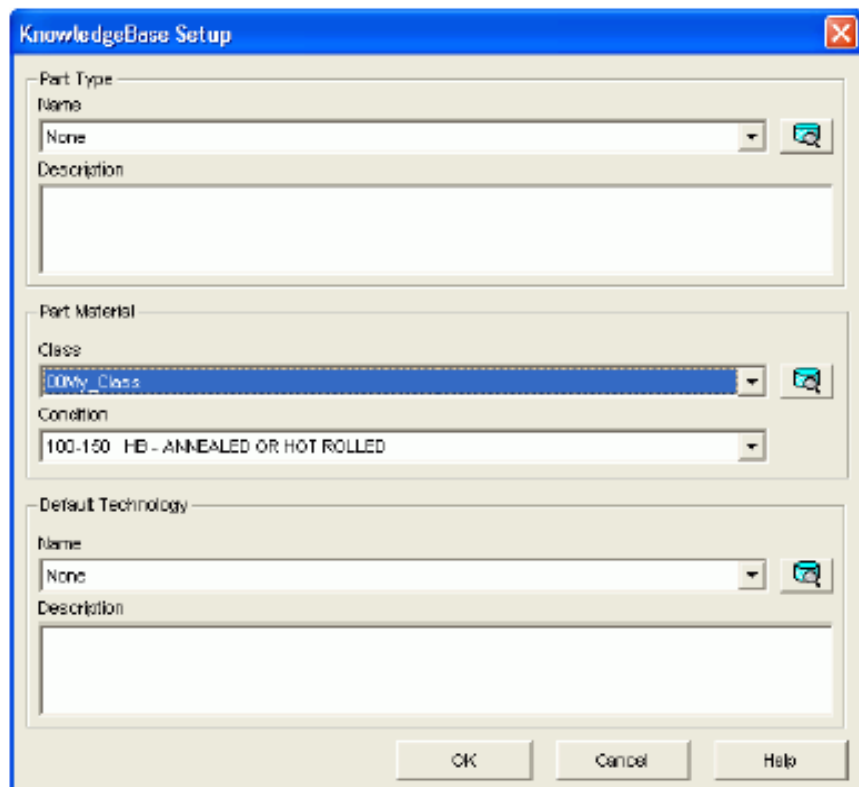 KnowledgeBase Setup
Part Type
Name
None
Description
Part Material
Class
00My_Class
Condition
100-150 HB - ANNEALED OR HOT ROLLED
Default Technology
Name
None
Description
OK Cancel Help